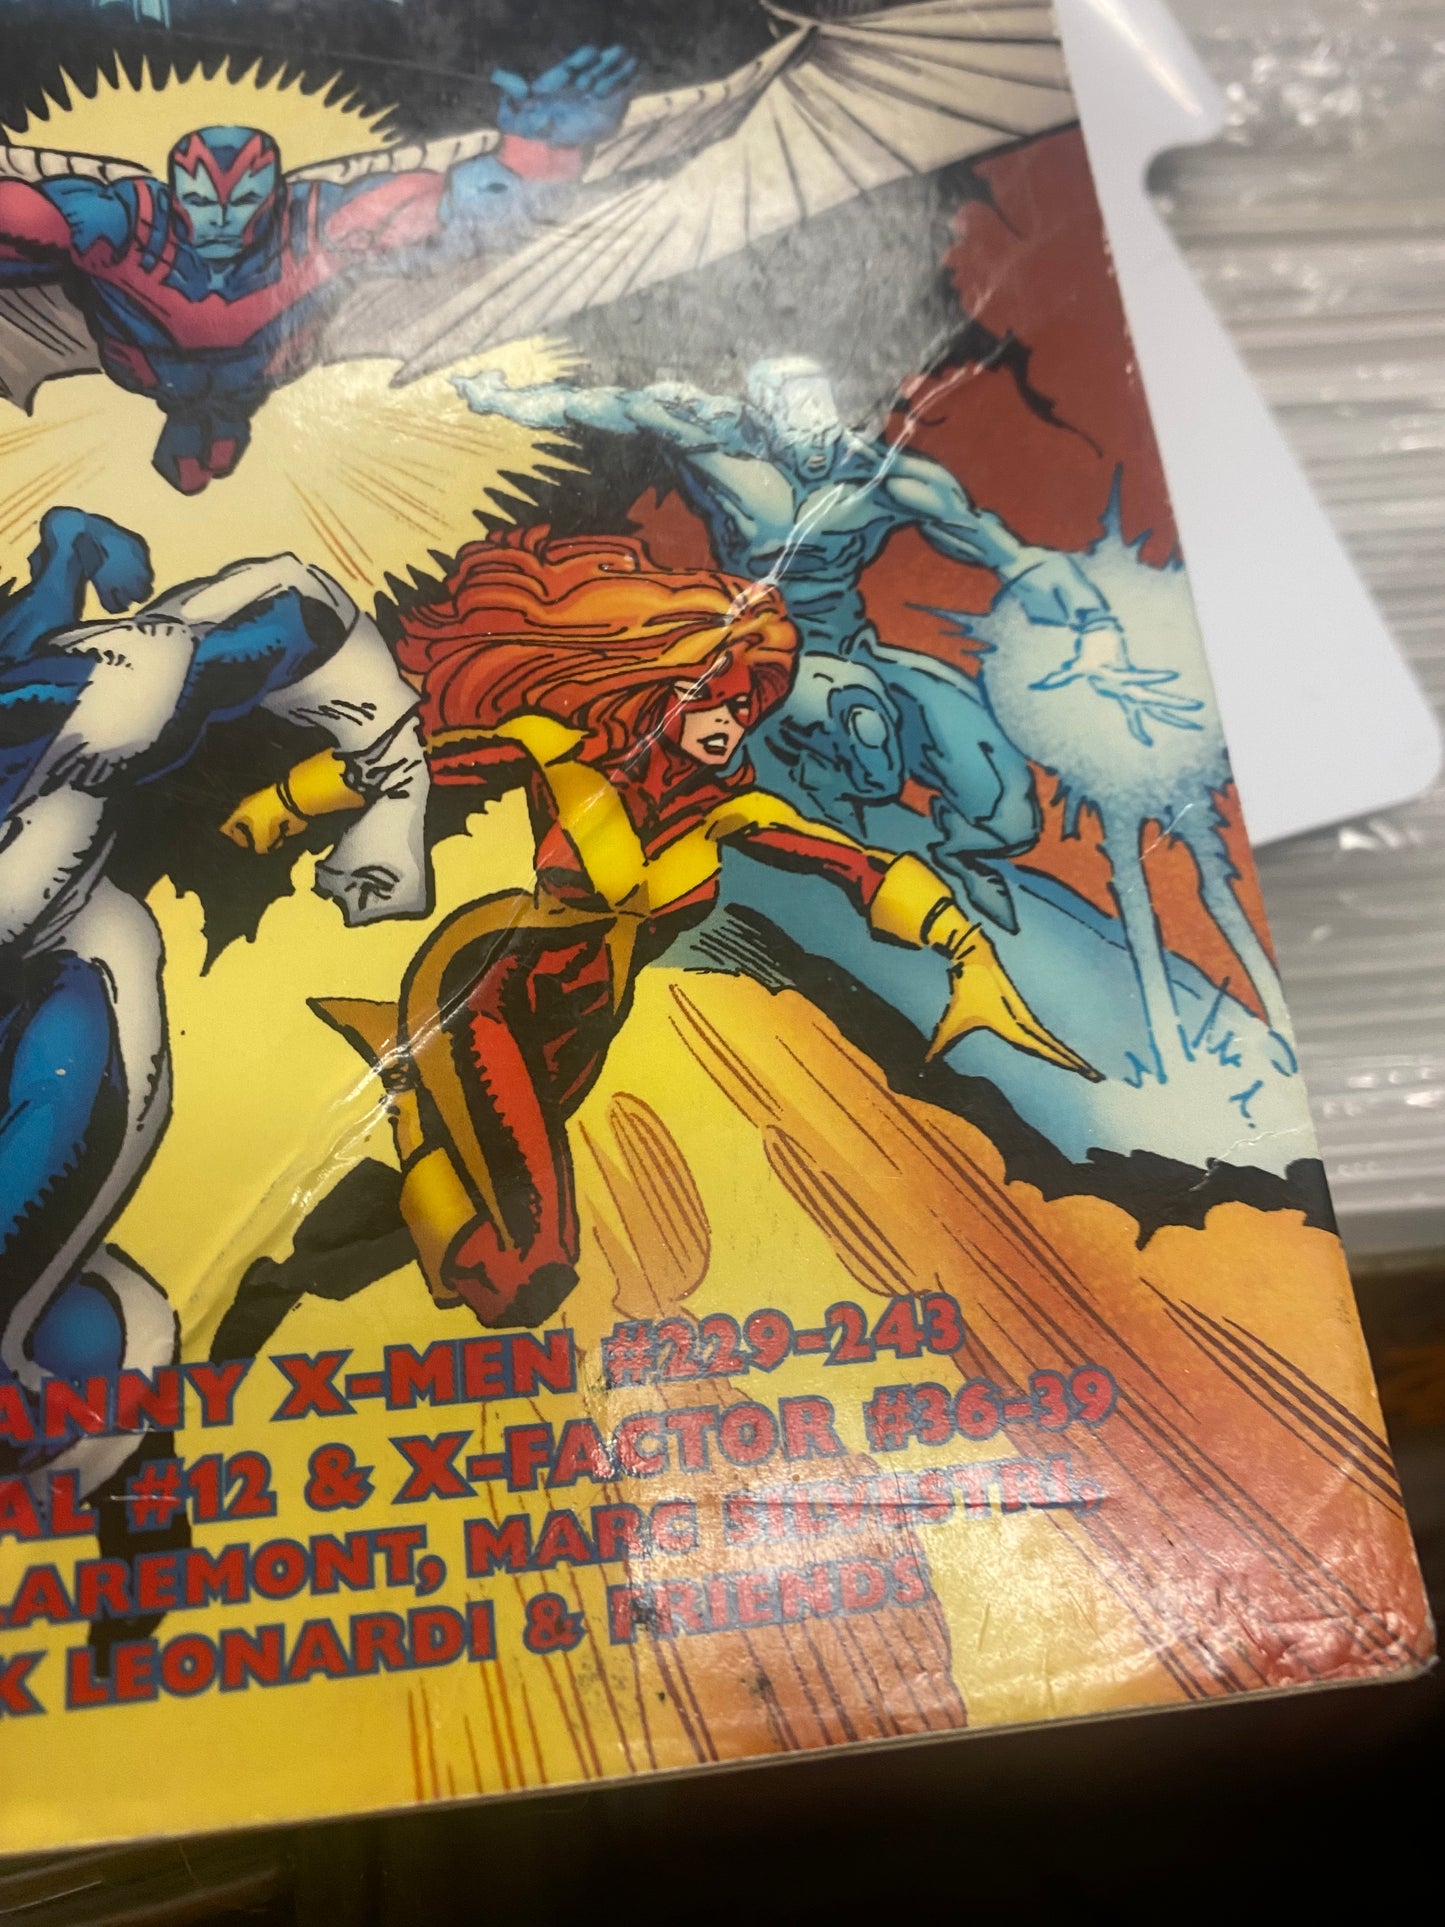 ANNY X-MEN #229-243
AL #12 & X-FACTOR #36-39
LAREMONT, MARC SILVESTRI,
K LEONARDI & FRIENDS